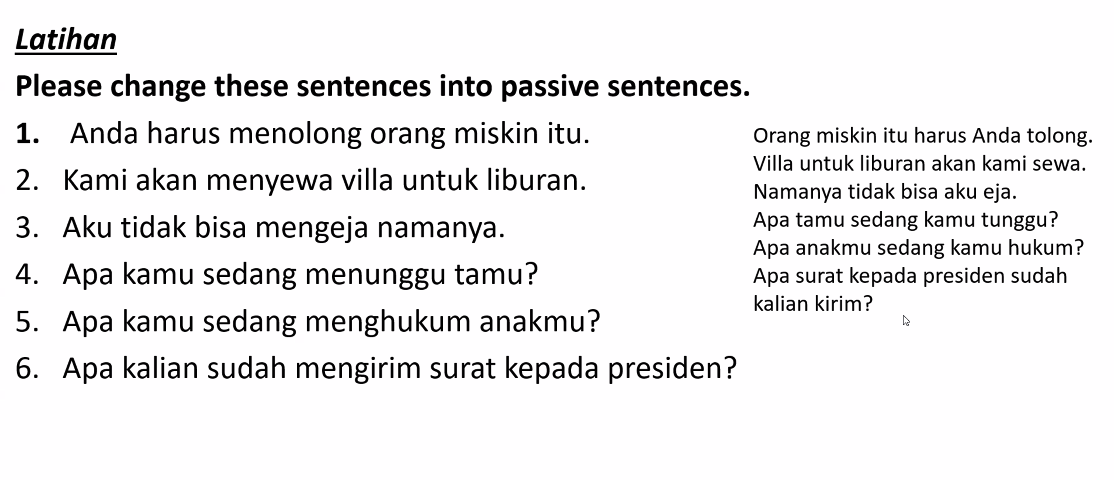 Latihan
Please change these sentences into passive sentences.
1. Anda harus menolong orang miskin itu.
2. Kami akan menyewa villa untuk liburan.
3. Aku tidak bisa mengeja namanya.
4. Apa kamu sedang menunggu tamu?
5. Apa kamu sedang menghukum anakmu?
6. Apa kalian sudah mengirim surat kepada presiden?
Orang miskin itu harus Anda tolong.
Villa untuk liburan akan kami sewa.
Namanya tidak bisa aku eja.
Apa tamu sedang kamu tunggu?
Apa anakmu sedang kamu hukum?
Apa surat kepada presiden sudah
kalian kirim?